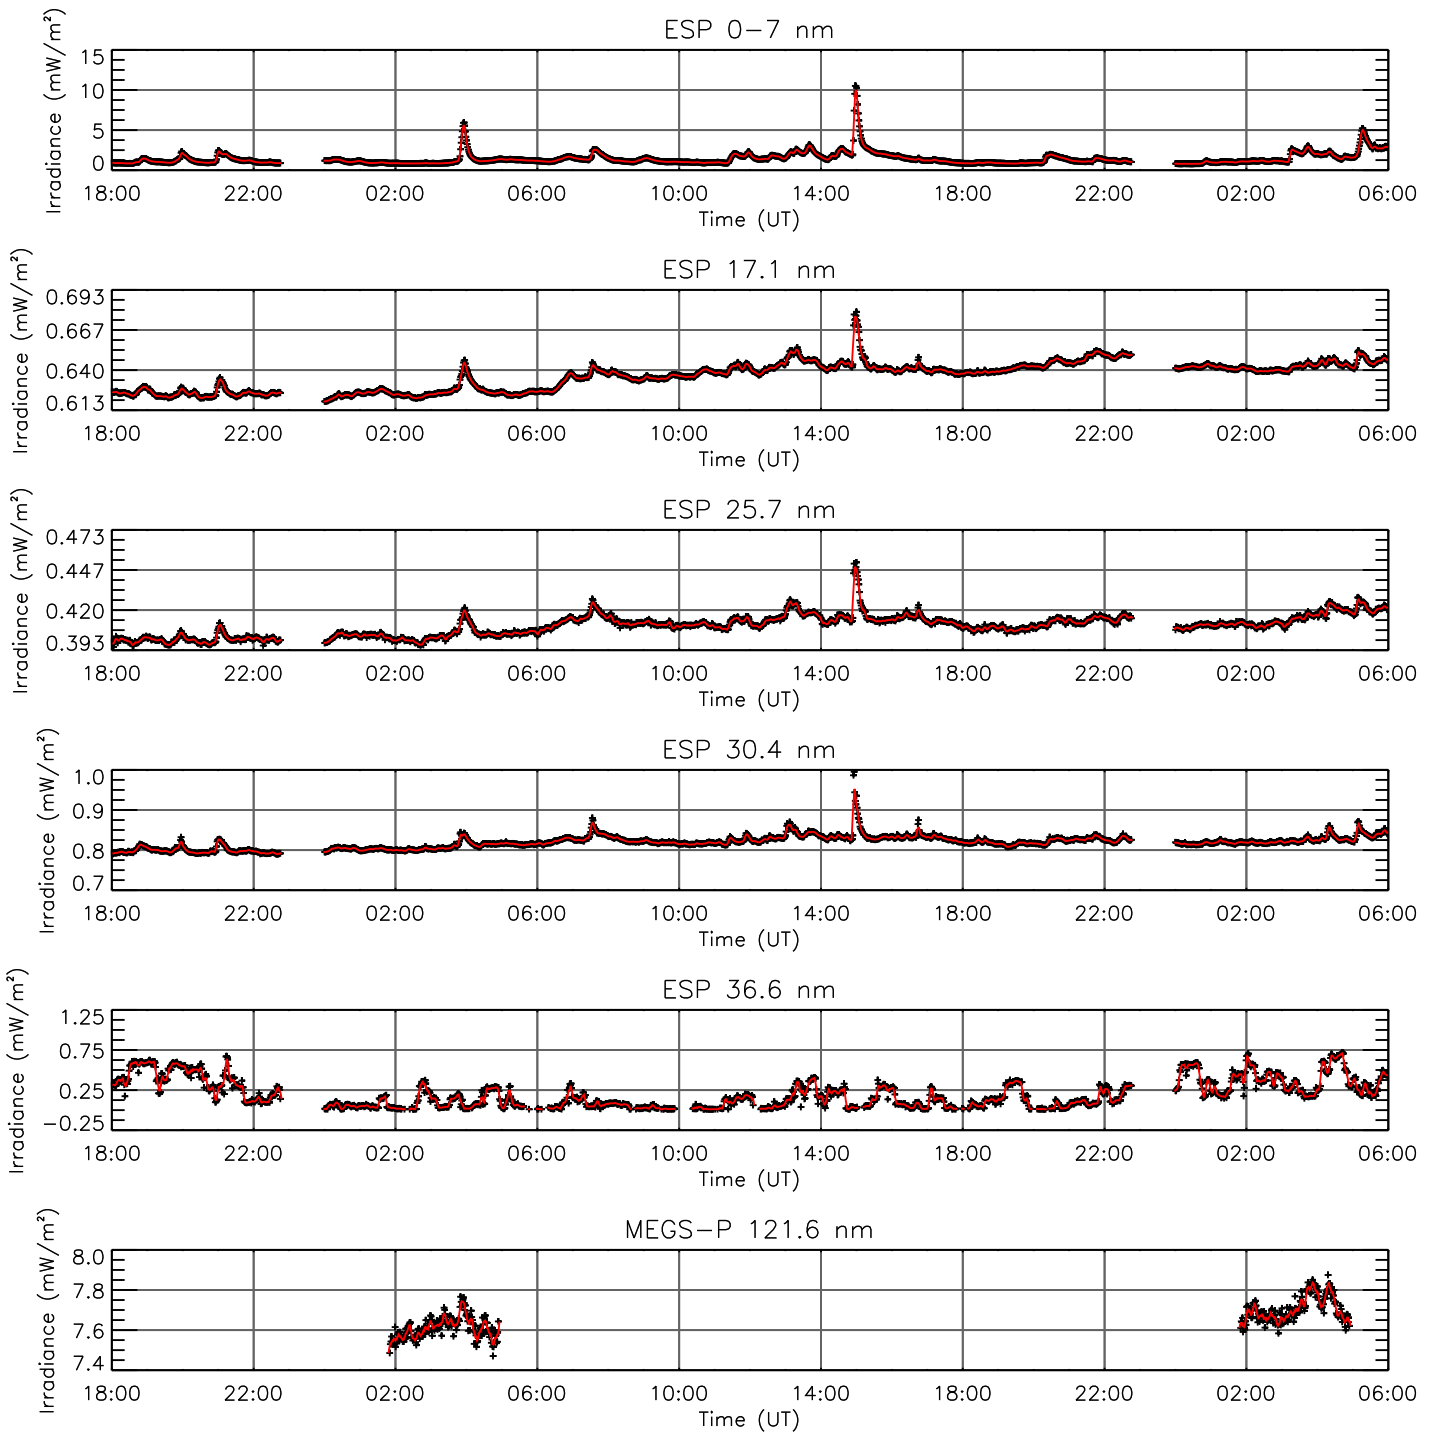 ESP 0-7 nm
Irradiance (mW/m²)
15
10
5
0
18:00 22:00 02:00 06:00 10:00 14:00 18:00 22:00 02:00 06:00
Time (UT)
ESP 17.1 nm
Irradiance (mW/m²)
0.693
0.667
0.640
0.613
18:00 22:00 02:00 06:00 10:00 14:00 18:00 22:00 02:00 06:00
Time (UT)
ESP 25.7 nm
Irradiance (mW/m²)
0.473
0.447
0.420
0.393
18:00 22:00 02:00 06:00 10:00 14:00 18:00 22:00 02:00 06:00
Time (UT)
ESP 30.4 nm
Irradiance (mW/m²)
1.0
0.9
0.8
0.7
18:00 22:00 02:00 06:00 10:00 14:00 18:00 22:00 02:00 06:00
Time (UT)
ESP 36.6 nm
Irradiance (mW/m²)
1.25
0.75
0.25
-0.25
18:00 22:00 02:00 06:00 10:00 14:00 18:00 22:00 02:00 06:00
Time (UT)
MEGS-P 121.6 nm
Irradiance (mW/m²)
8.0
7.8
7.6
7.4
18:00 22:00 02:00 06:00 10:00 14:00 18:00 22:00 02:00 06:00
Time (UT)